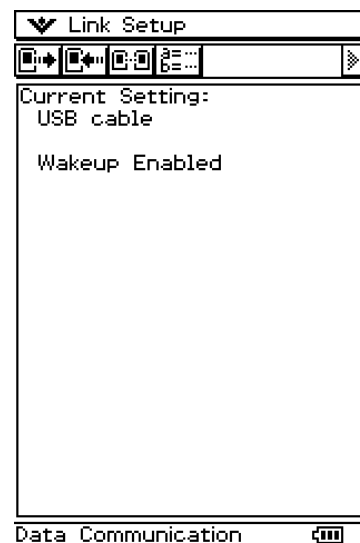 Link Setup
Current Setting:
USB cable
Wakeup Enabled
Data Communication